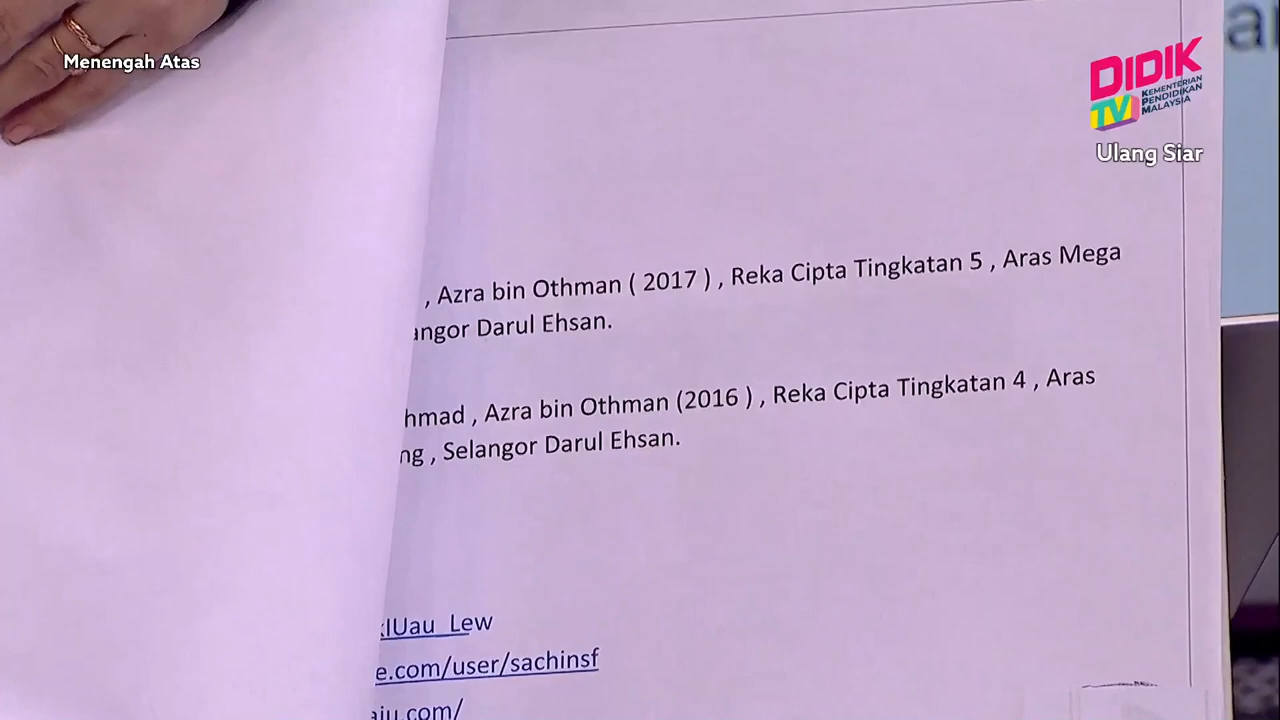 Menengah Atas
DIDIK
TV
KEMENTERIAN
PENDIDIKAN
MALAYSIA
Ulang Siar
, Azra bin Othman ( 2017 ) , Reka Cipta Tingkatan 5 , Aras Mega
angor Darul Ehsan.
hmad , Azra bin Othman (2016 ) , Reka Cipta Tingkatan 4 , Aras
ng , Selangor Darul Ehsan.
IUau_Lew
e.com/user/sachinsf
aju.com/